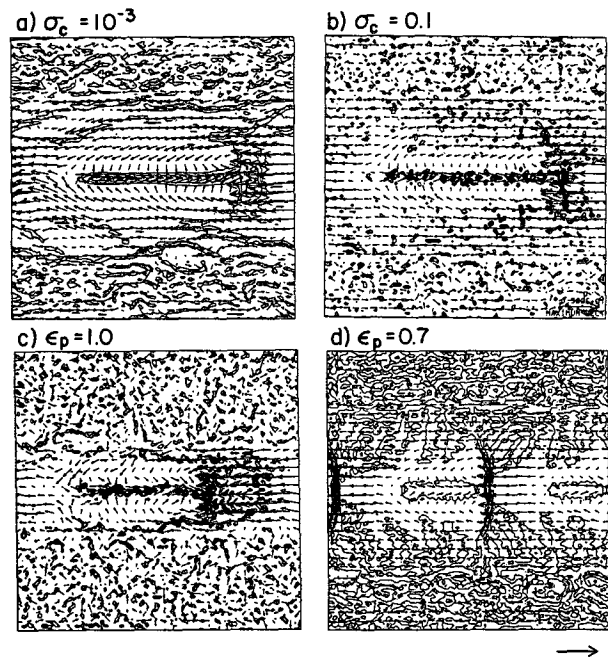 a) σc = 10⁻³
b) σc = 0.1
c) ϵp = 1.0
d) ϵp = 0.7